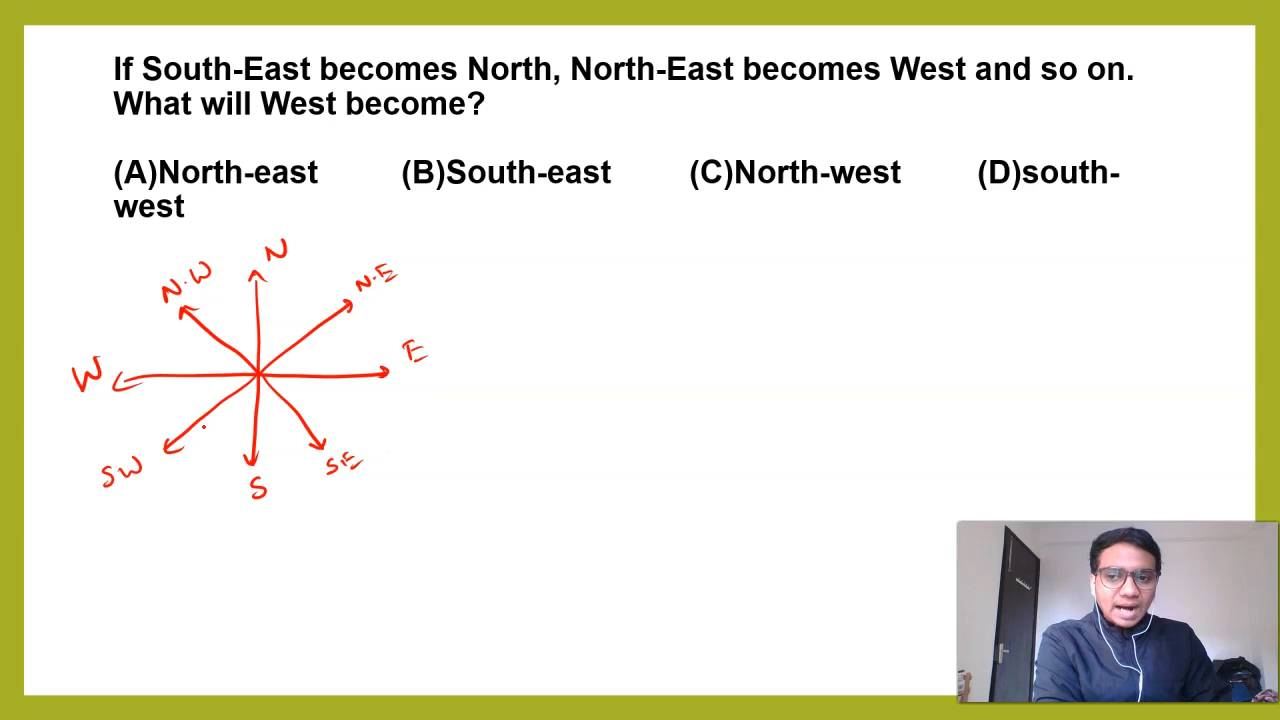 If South-East becomes North, North-East becomes West and so on.
What will West become?
(A)North-east (B)South-east (C)North-west (D)south-
west
N
N.W
N.E
E
W
SW
SE
S